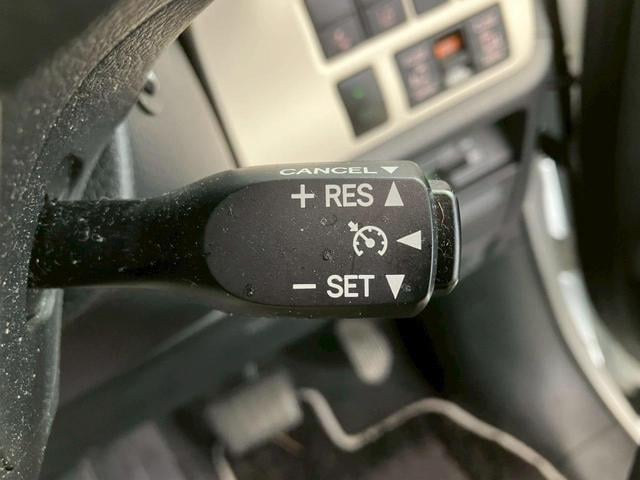 CANCEL▼
+ RES ▲
− SET ▼